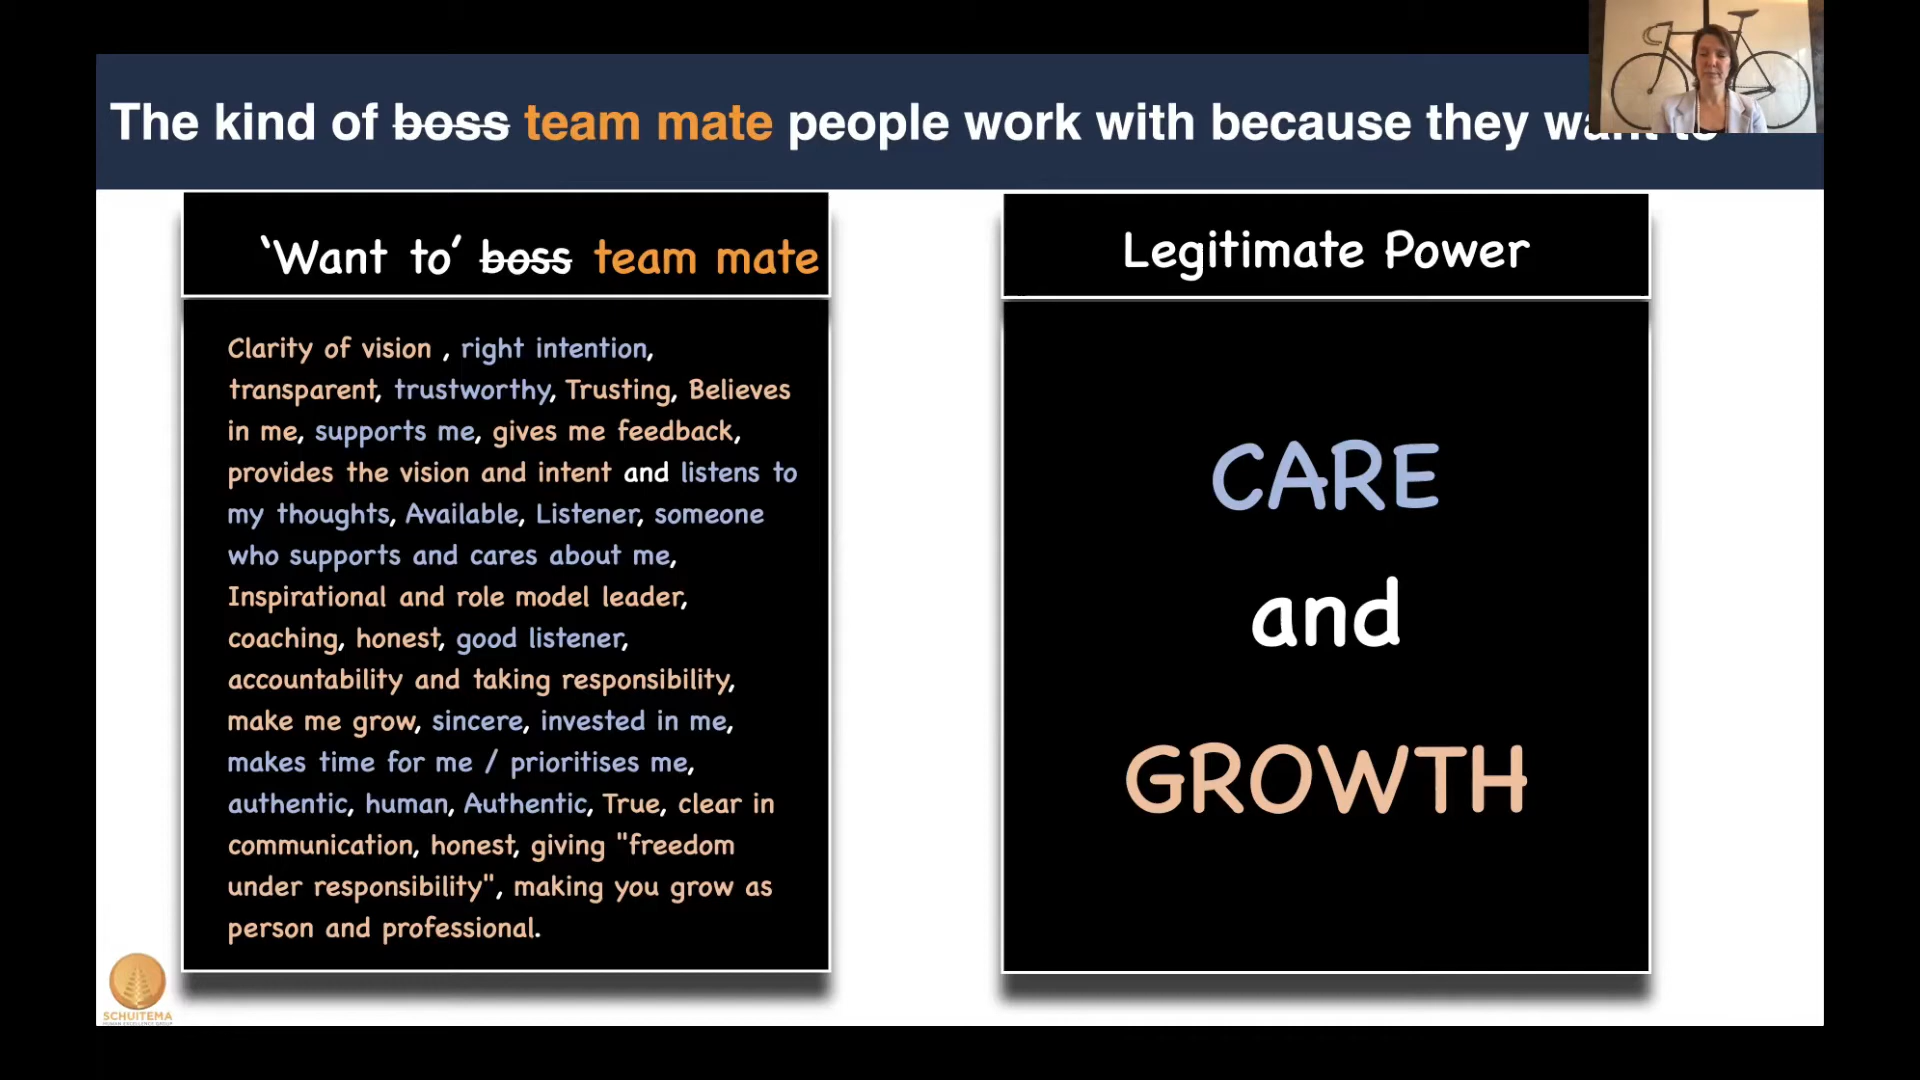 The kind of boss team mate people work with because they want to
'Want to' boss team mate
Clarity of vision , right intention,
transparent, trustworthy, Trusting, Believes
in me, supports me, gives me feedback,
provides the vision and intent and listens to
my thoughts, Available, Listener, someone
who supports and cares about me,
Inspirational and role model leader,
coaching, honest, good listener,
accountability and taking responsibility,
make me grow, sincere, invested in me,
makes time for me / prioritises me,
authentic, human, Authentic, True, clear in
communication, honest, giving "freedom
under responsibility", making you grow as
person and professional.
Legitimate Power
CARE
and
GROWTH
SCHUITEMA
HUMAN EXCELLENCE GROUP